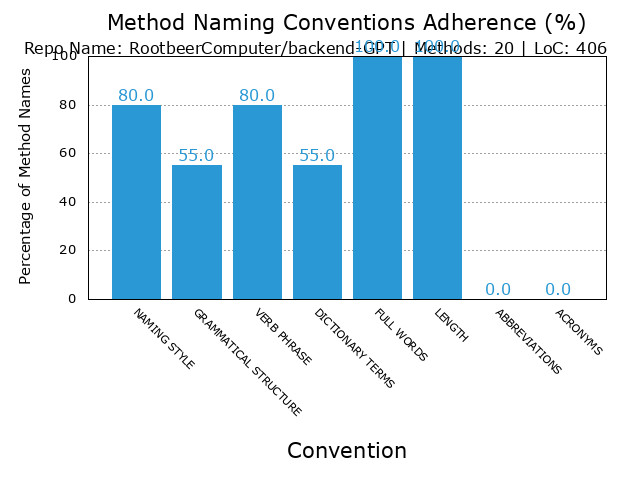 Method Naming Conventions Adherence (%)
Repo Name: RootbeerComputer/backend-GPT | Methods: 20 | LoC: 406
100.0 100.0
100
80.0 80.0
80
55.0 55.0
60
40
20
0.0 0.0
0
Percentage of Method Names
NAMING STYLE
GRAMMATICAL STRUCTURE
VERB PHRASE
DICTIONARY TERMS
FULL WORDS
LENGTH
ABBREVIATIONS
ACRONYMS
Convention